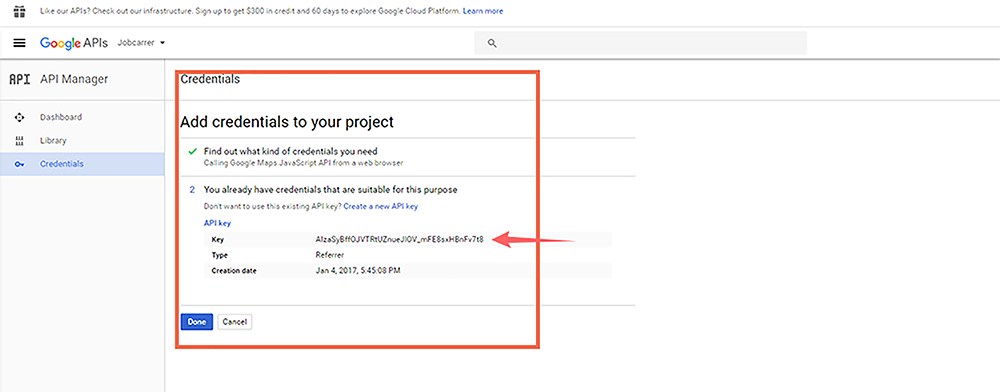 Like our APIs? Check out our infrastructure. Sign up to get $300 in credit and 60 days to explore Google Cloud Platform. Learn more
Google APIs Jobcarrer
API API Manager
Dashboard
Library
Credentials
Credentials
Add credentials to your project
Find out what kind of credentials you need
Calling Google Maps JavaScript API from a web browser
2 You already have credentials that are suitable for this purpose
Don't want to use this existing API key? Create a new API key
API key
Key
Type Referrer
Creation date Jan 4, 2017, 5:45:08 PM
Done Cancel